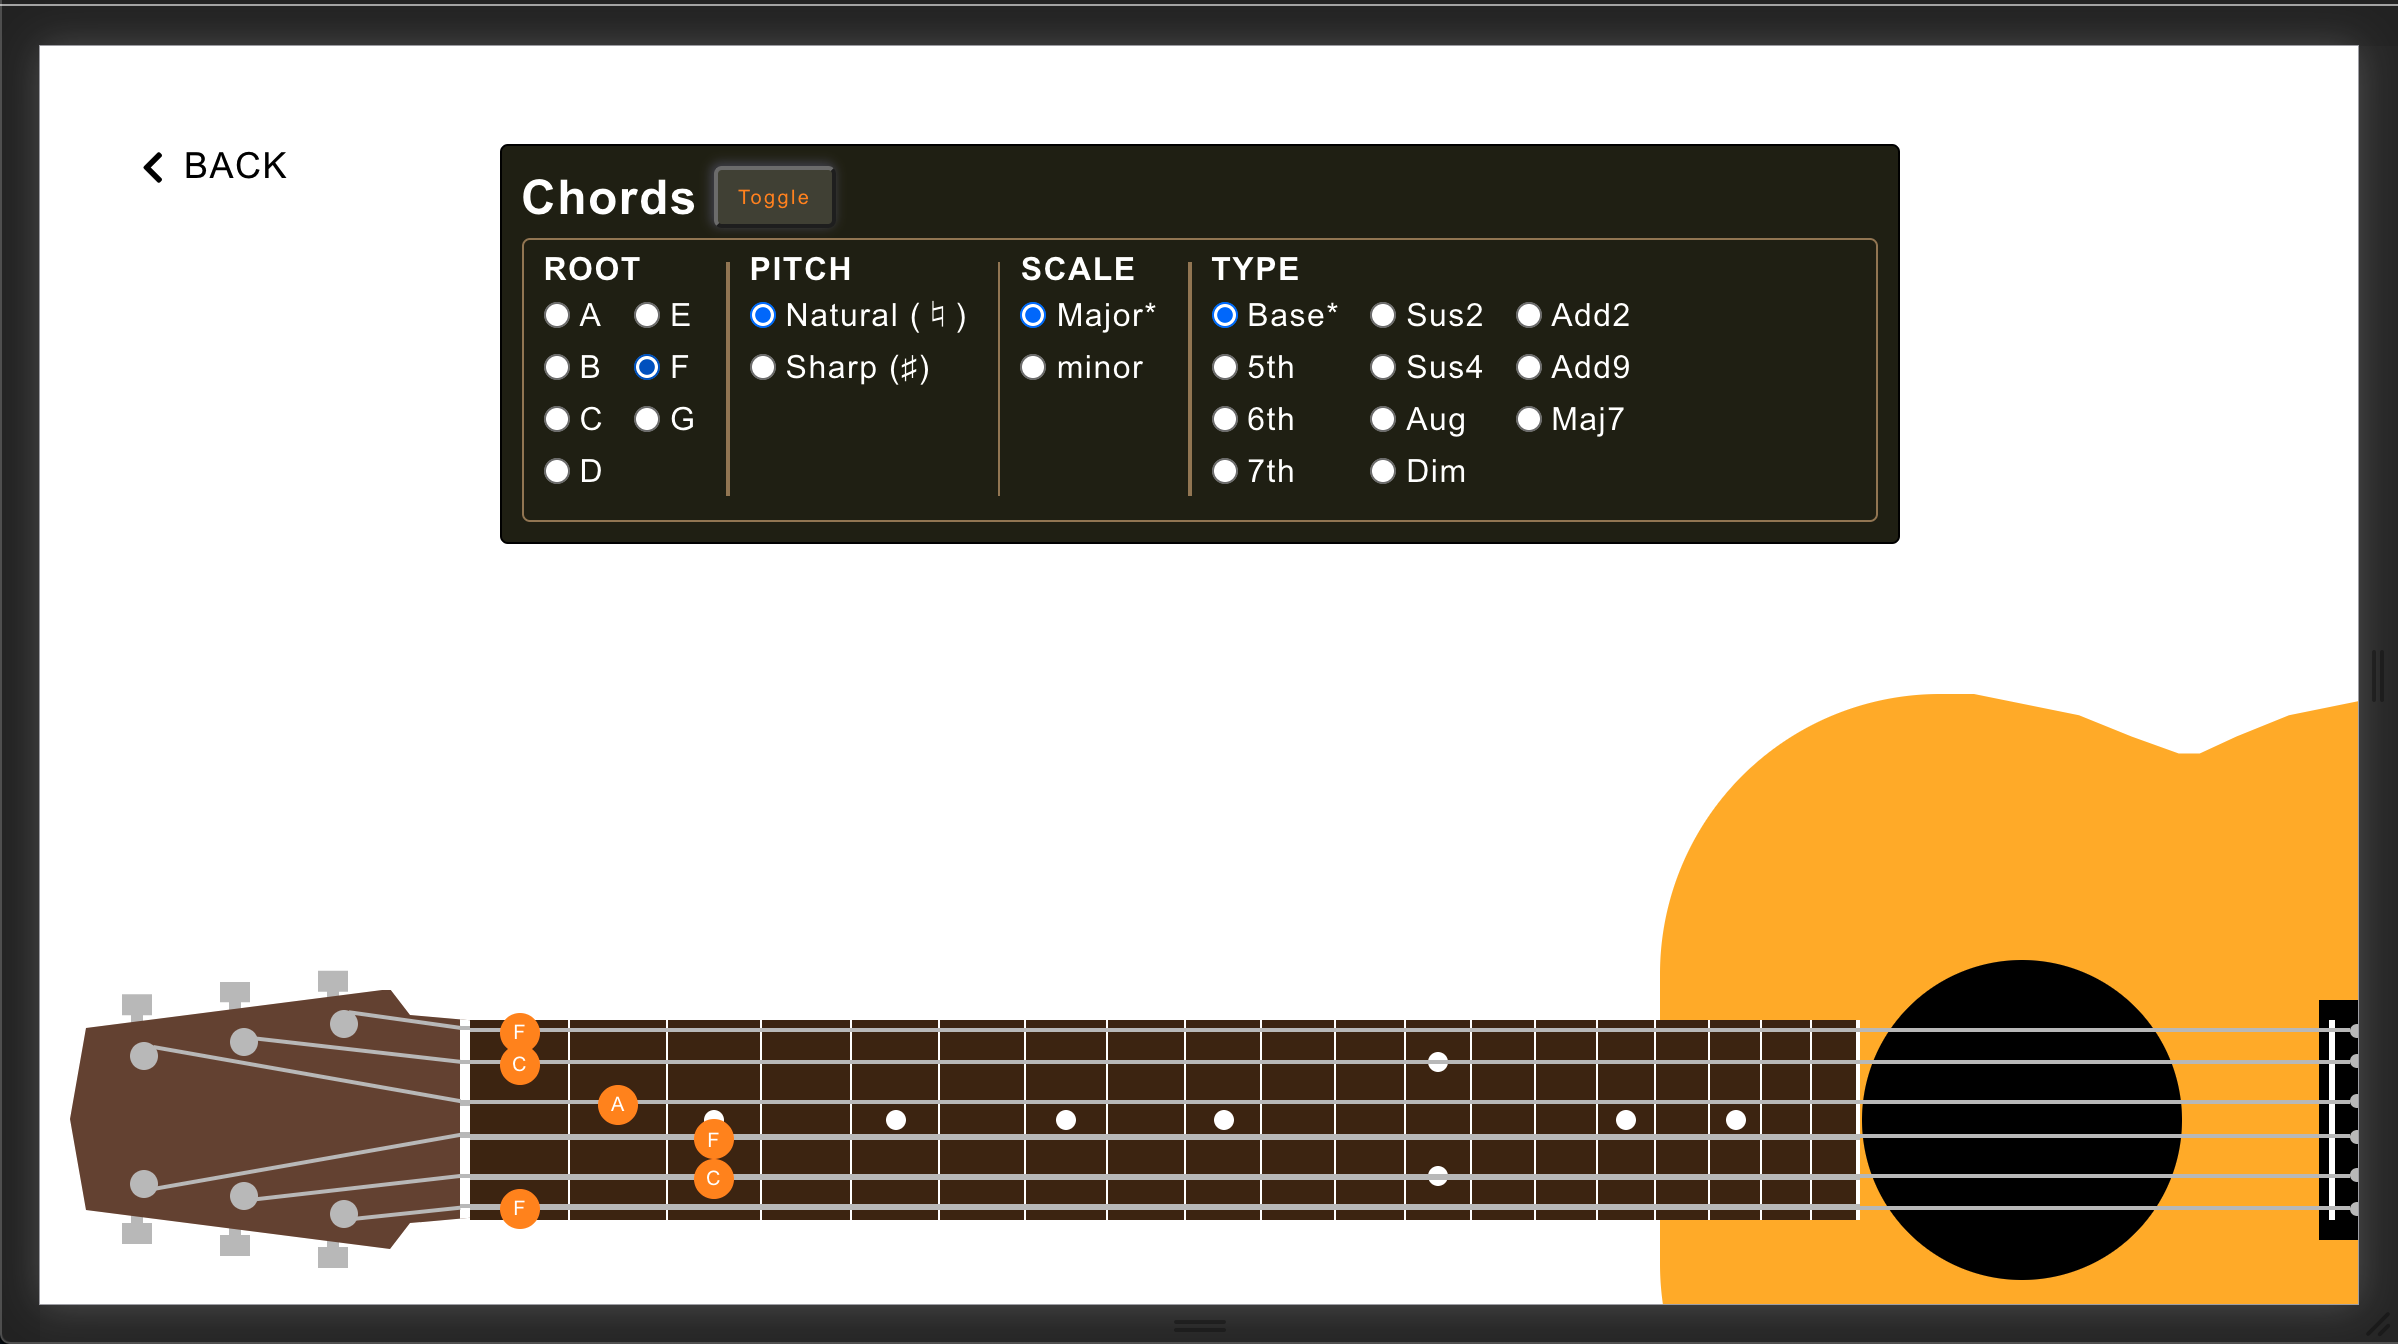 BACK
Chords Toggle
ROOT PITCH SCALE TYPE
A E Natural (♮) Major* Base* Sus2 Add2
B F Sharp (♯) minor 5th Sus4 Add9
C G 6th Aug Maj7
D 7th Dim
F
C
A
F
C
F